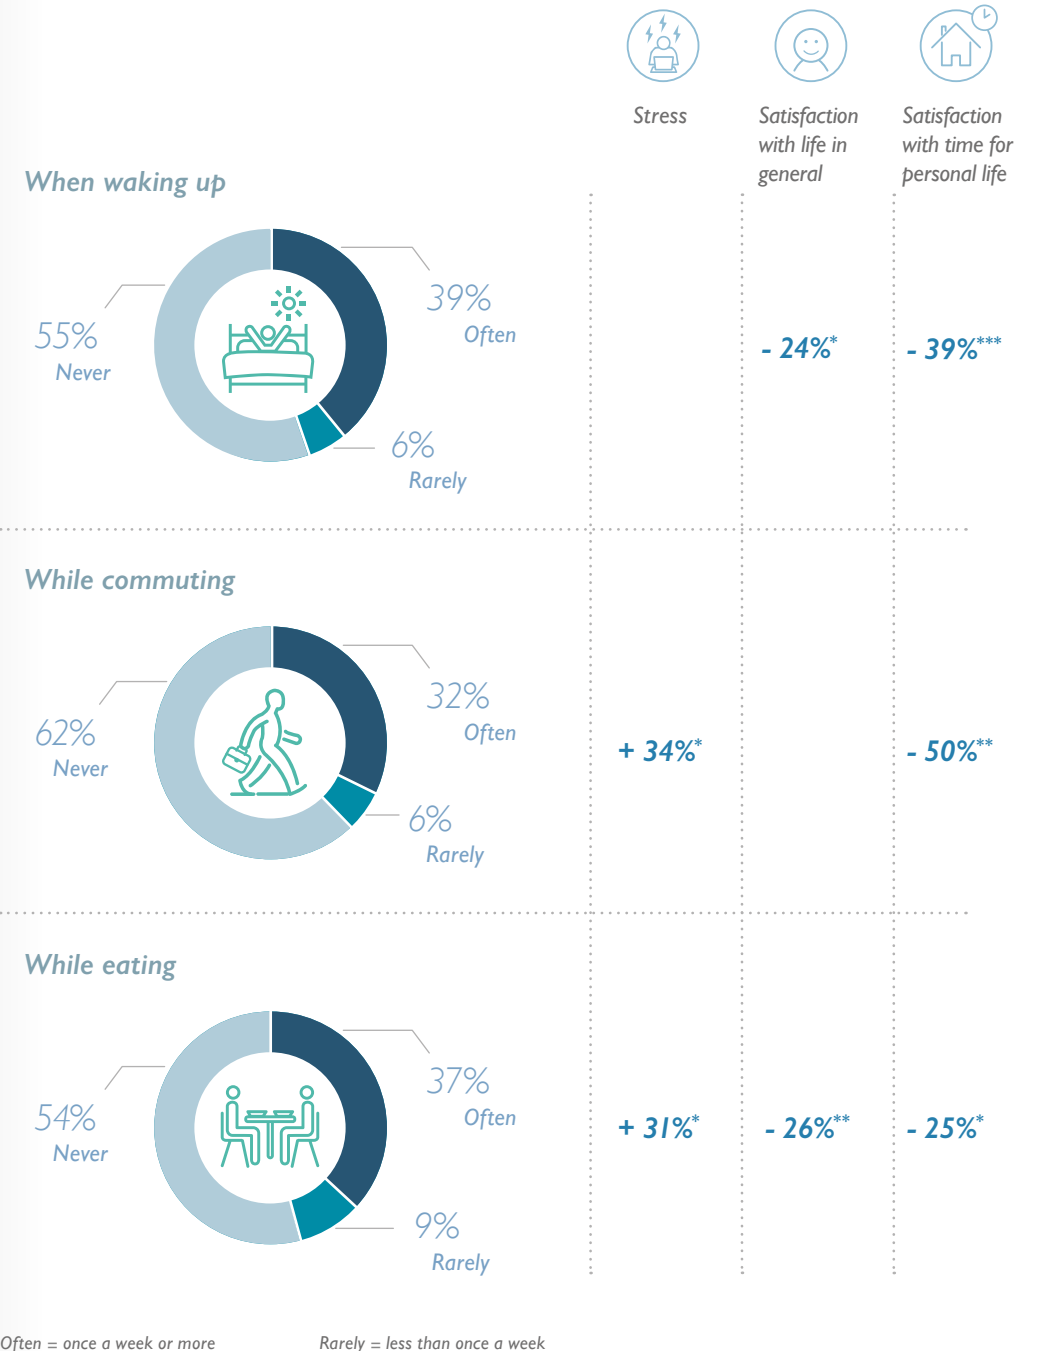 Stress
Satisfaction
with life in
general
Satisfaction
with time for
personal life
When waking up
55%
Never
39%
Often
6%
Rarely
- 24%*
- 39%***
While commuting
62%
Never
32%
Often
6%
Rarely
+ 34%*
- 50%**
While eating
54%
Never
37%
Often
9%
Rarely
+ 31%*
- 26%**
- 25%*
Often = once a week or more
Rarely = less than once a week